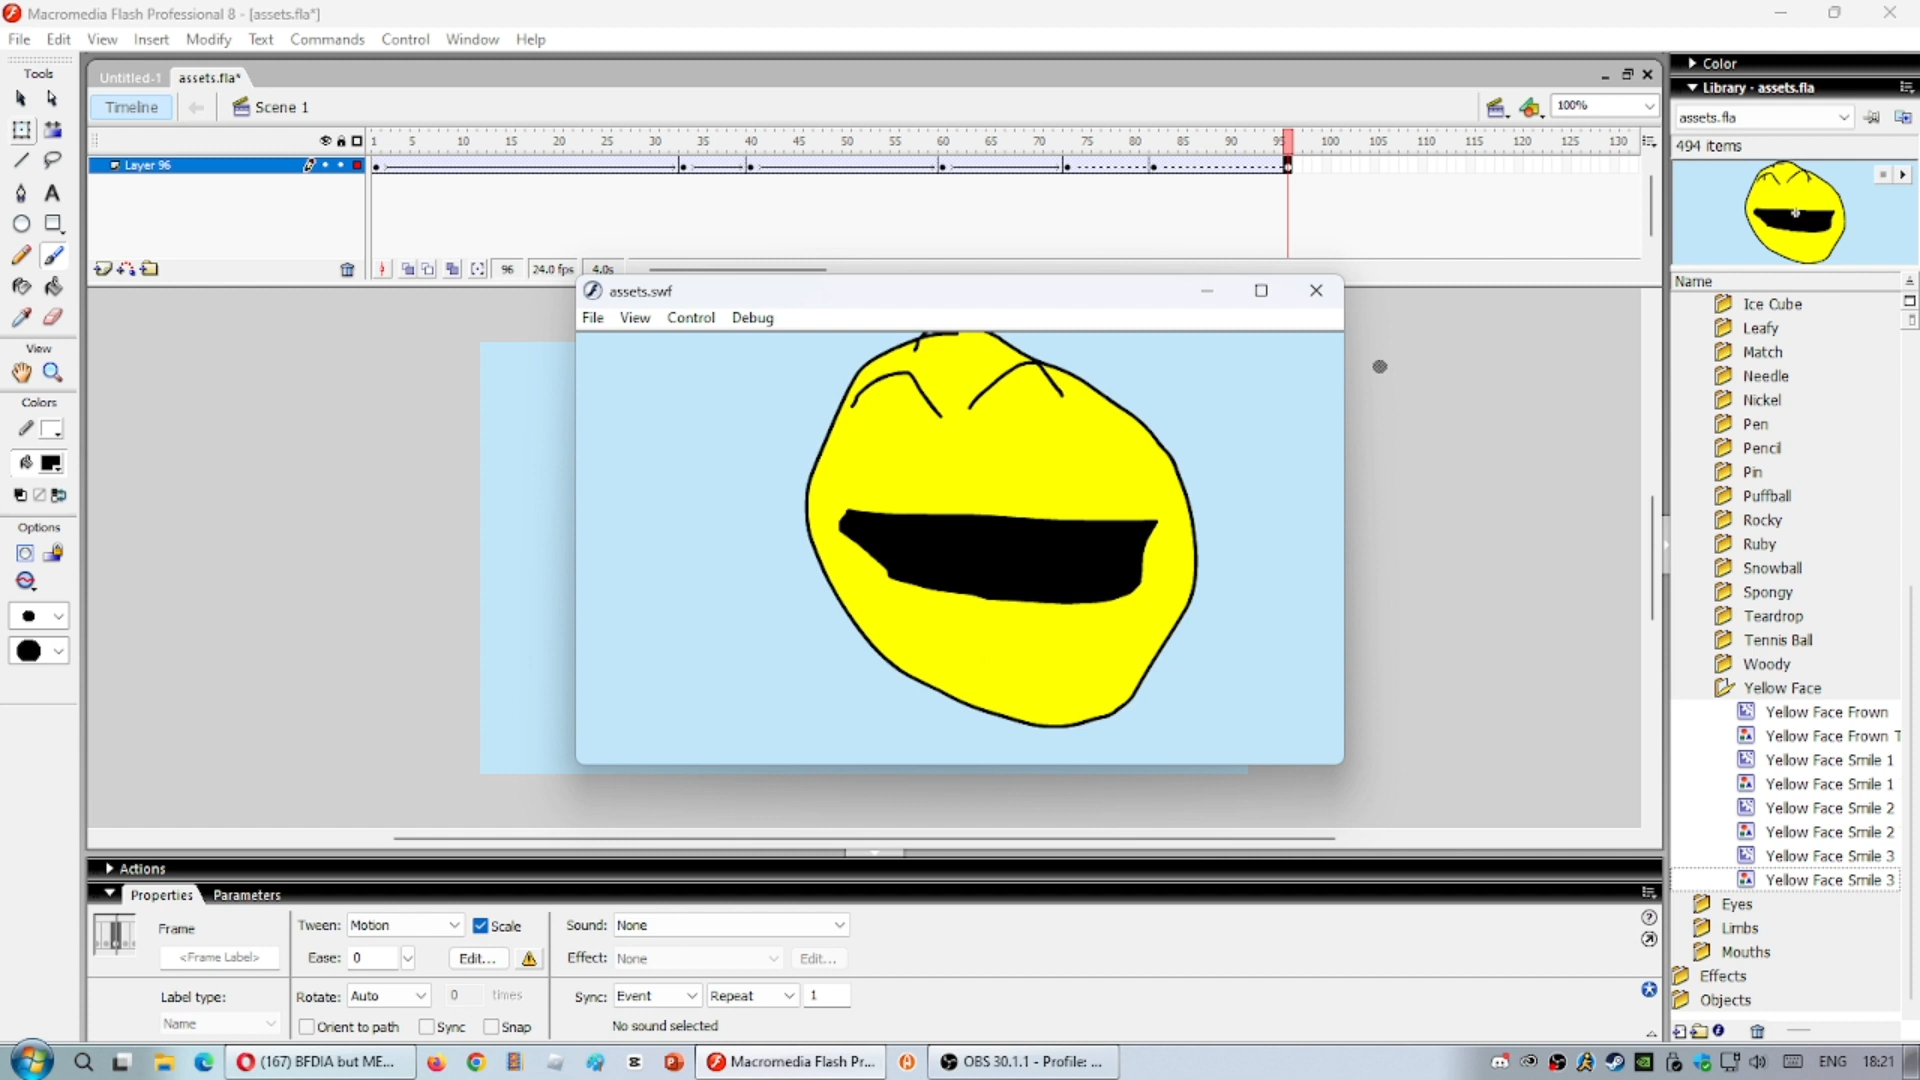 Macromedia Flash Professional 8 - [assets.fla*]
File Edit View Insert Modify Text Commands Control Window Help
Tools
Untitled-1 assets.fla*
Timeline Scene 1 100%
1 5 10 15 20 25 30 35 40 45 50 55 60 65 70 75 80 85 90 100 105 110 115 120 125 130
Layer 96
96 24.0 fps 4.0s
View
Colors
Options
assets.swf
File View Control Debug
Color
Library - assets.fla
assets.fla
494 items
Name
Ice Cube
Leafy
Match
Needle
Nickel
Pen
Pencil
Pin
Puffball
Rocky
Ruby
Snowball
Spongy
Teardrop
Tennis Ball
Woody
Yellow Face
Yellow Face Frown
Yellow Face Frown T
Yellow Face Smile 1
Yellow Face Smile 1
Yellow Face Smile 2
Yellow Face Smile 2
Yellow Face Smile 3
Yellow Face Smile 3
Eyes
Limbs
Mouths
Effects
Objects
Actions
Properties Parameters
Frame
<Frame Label>
Label type:
Name
Tween: Motion Scale
Ease: 0 Edit...
Rotate: Auto 0 times
Orient to path Sync Snap
Sound: None
Effect: None Edit...
Sync: Event Repeat 1
No sound selected
(167) BFDIA but ME... Macromedia Flash Pr... OBS 30.1.1 - Profile: ... ENG 18:21